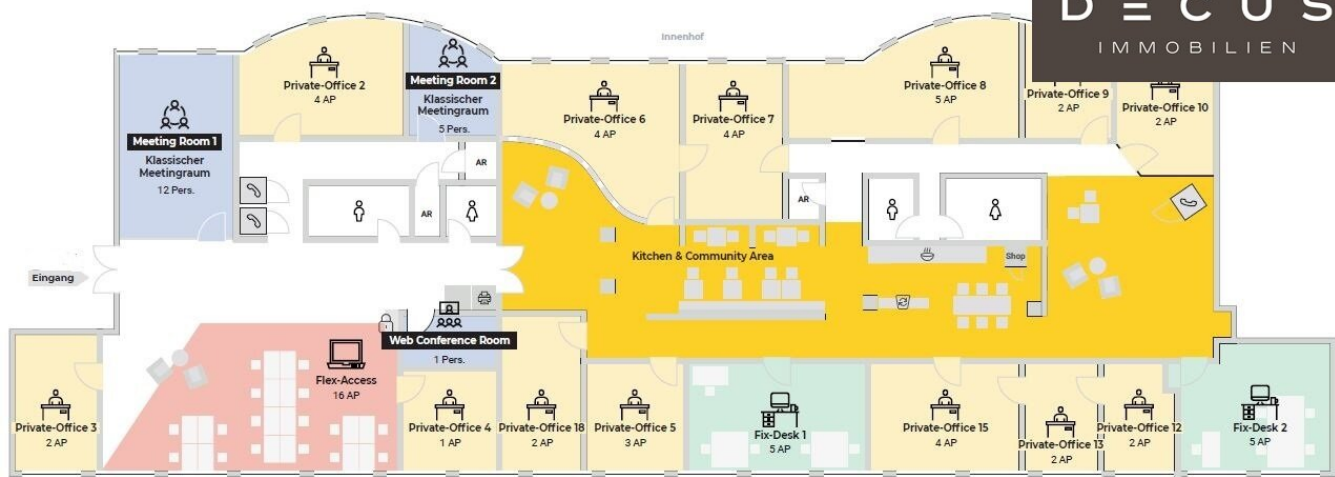 DECUS
IMMOBILIEN
Innenhof
Private-Office 2
4 AP
Meeting Room 2
Klassischer
Meetingraum
5 Pers.
Meeting Room 1
Klassischer
Meetingraum
12 Pers.
Private-Office 6
4 AP
Private-Office 7
4 AP
Private-Office 8
5 AP
Private-Office 9
2 AP
Private-Office 10
2 AP
AR
AR
AR
Kitchen & Community Area
Shop
Eingang
Web Conference Room
1 Pers.
Flex-Access
16 AP
Private-Office 3
2 AP
Private-Office 4
1 AP
Private-Office 18
2 AP
Private-Office 5
3 AP
Fix-Desk 1
5 AP
Private-Office 15
4 AP
Private-Office 13
2 AP
Private-Office 12
2 AP
Fix-Desk 2
5 AP